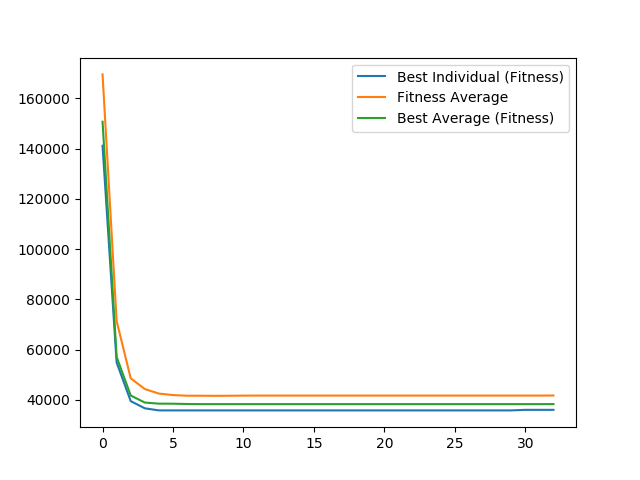 Best Individual (Fitness)
Fitness Average
Best Average (Fitness)
160000
140000
120000
100000
80000
60000
40000
0 5 10 15 20 25 30